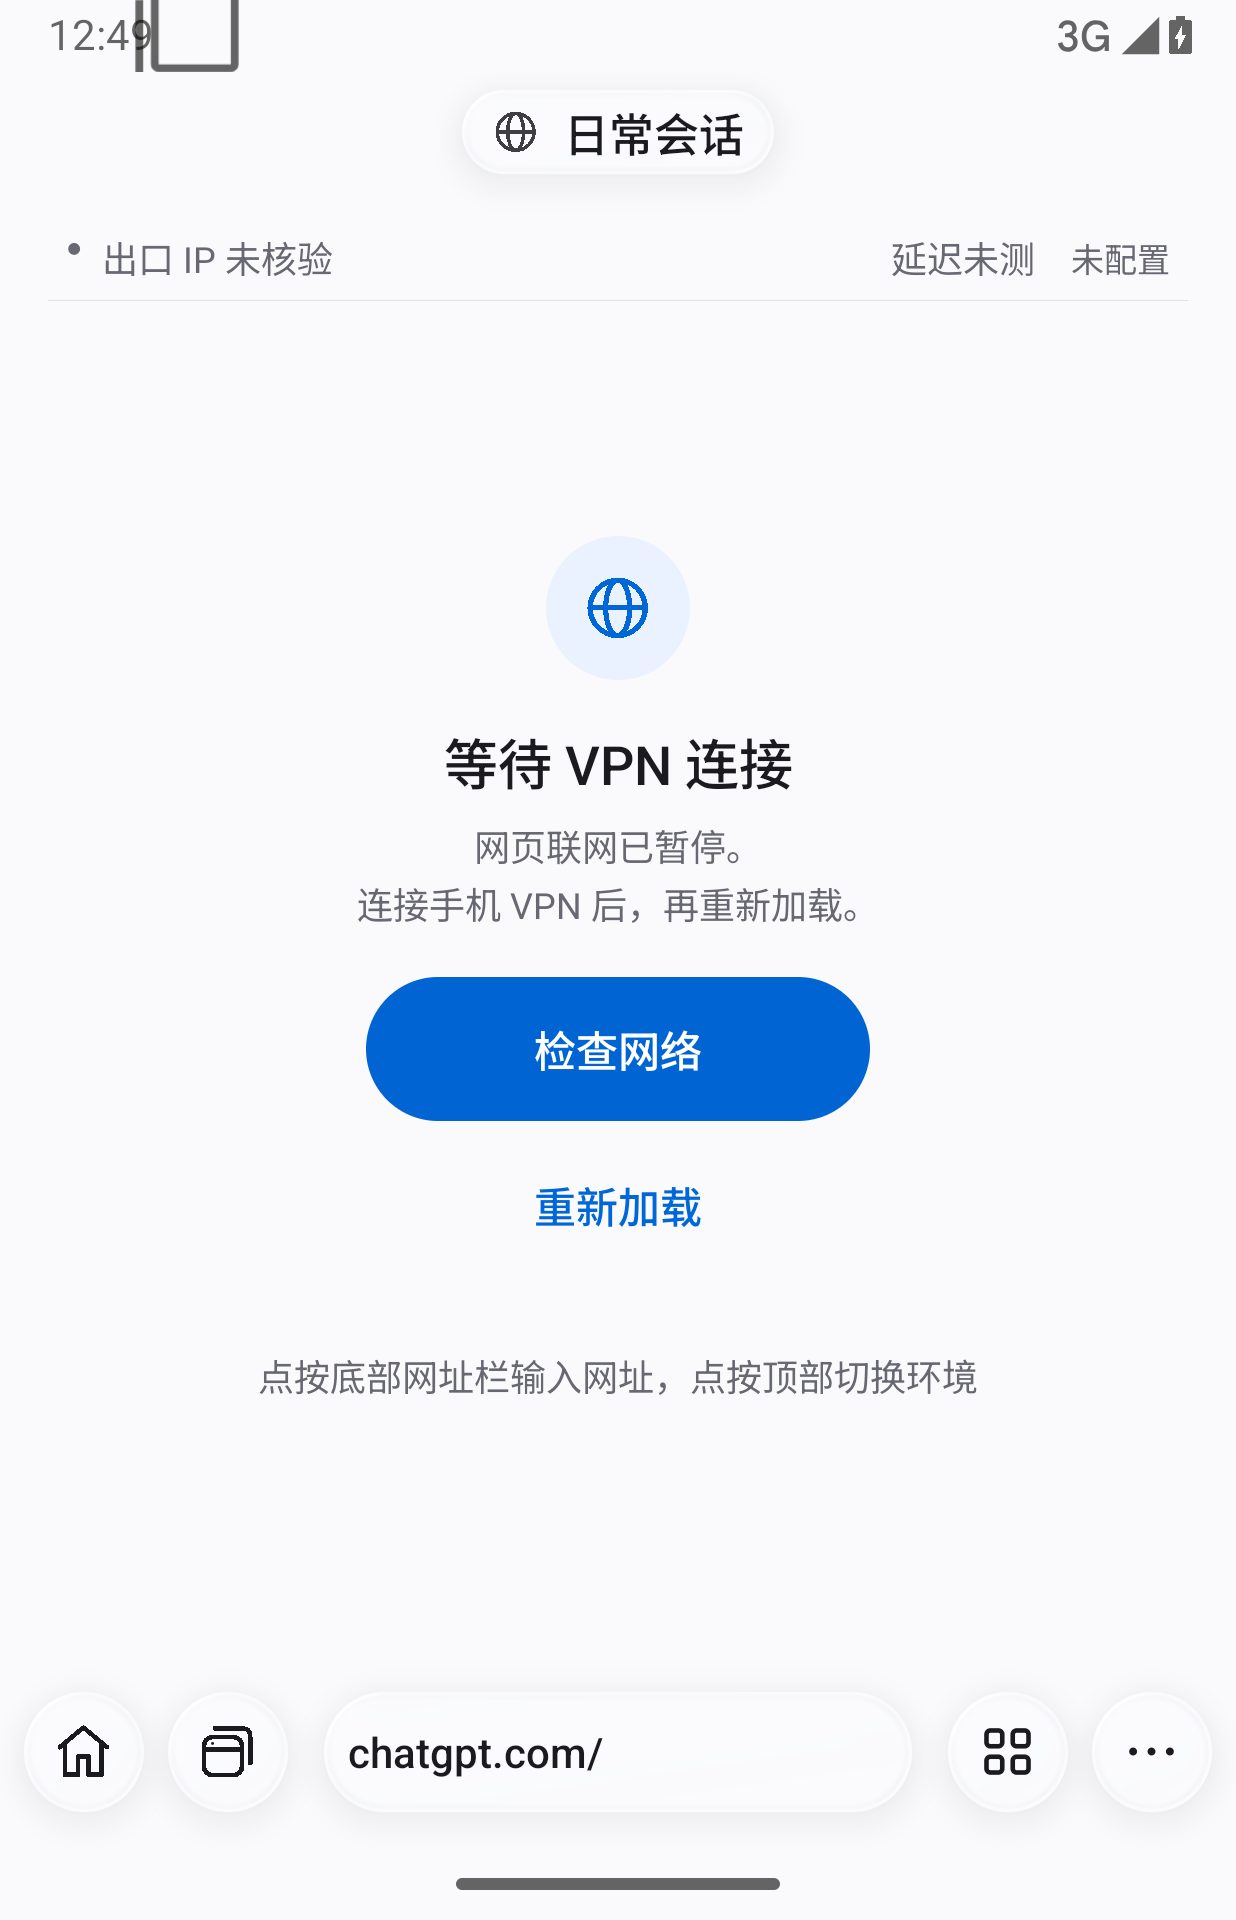 12:49
3G
日常会话
出口 IP 未核验 延迟未测 未配置
等待 VPN 连接
网页联网已暂停。
连接手机 VPN 后，再重新加载。
检查网络
重新加载
点按底部网址栏输入网址，点按顶部切换环境
chatgpt.com/